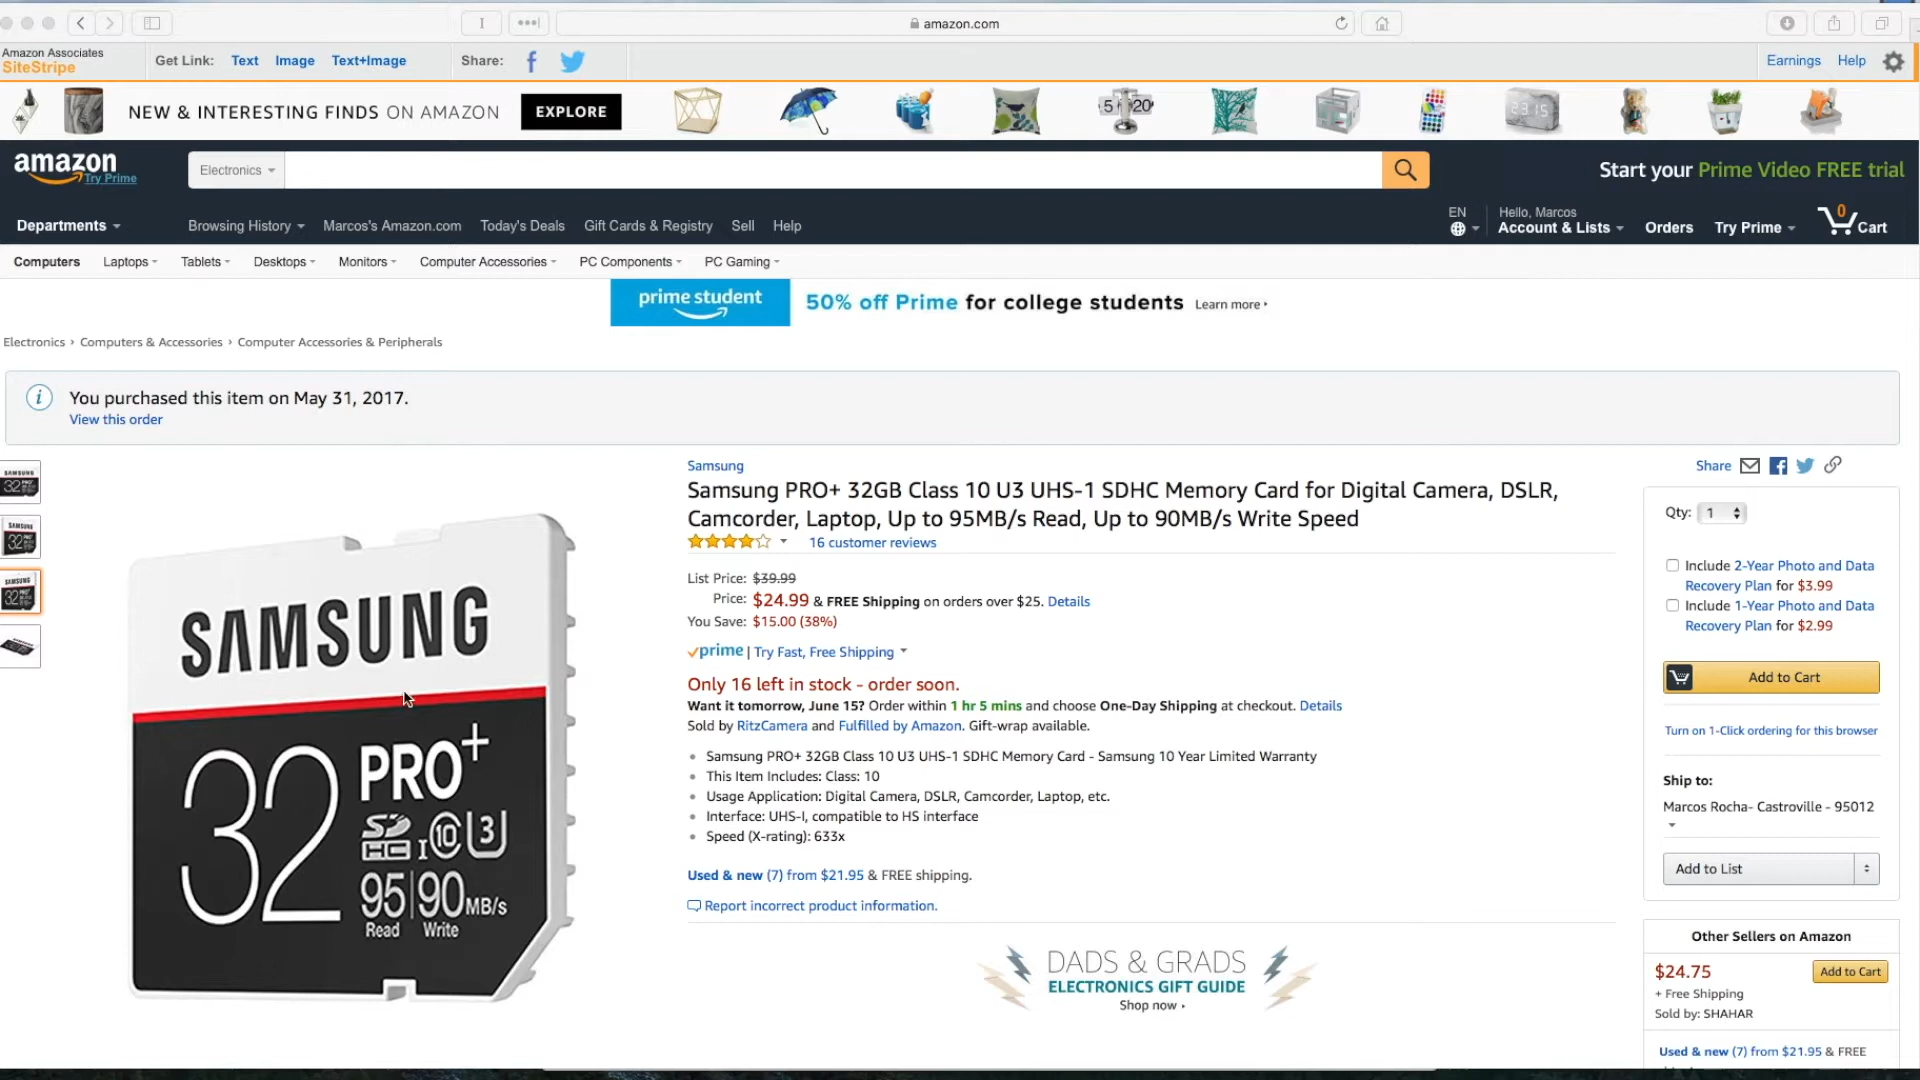 amazon.com
Amazon Associates
SiteStripe
Get Link: Text Image Text+Image Share:
Earnings Help
NEW & INTERESTING FINDS ON AMAZON EXPLORE
amazon
Try Prime
Electronics
Start your Prime Video FREE trial
Departments
Browsing History Marcos's Amazon.com Today's Deals Gift Cards & Registry Sell Help
EN
Hello, Marcos
Account & Lists
Orders
Try Prime
0
Cart
Computers Laptops Tablets Desktops Monitors Computer Accessories PC Components PC Gaming
prime student
50% off Prime for college students Learn more ›
Electronics › Computers & Accessories › Computer Accessories & Peripherals
You purchased this item on May 31, 2017.
View this order
SAMSUNG
32
PRO+
SD HC I 10 U3
95 90 MB/s
Read Write
Samsung
Samsung PRO+ 32GB Class 10 U3 UHS-1 SDHC Memory Card for Digital Camera, DSLR,
Camcorder, Laptop, Up to 95MB/s Read, Up to 90MB/s Write Speed
16 customer reviews
List Price: $39.99
Price: $24.99 & FREE Shipping on orders over $25. Details
You Save: $15.00 (38%)
prime | Try Fast, Free Shipping
Only 16 left in stock - order soon.
Want it tomorrow, June 15? Order within 1 hr 5 mins and choose One-Day Shipping at checkout. Details
Sold by RitzCamera and Fulfilled by Amazon. Gift-wrap available.
• Samsung PRO+ 32GB Class 10 U3 UHS-1 SDHC Memory Card - Samsung 10 Year Limited Warranty
• This Item Includes: Class: 10
• Usage Application: Digital Camera, DSLR, Camcorder, Laptop, etc.
• Interface: UHS-I, compatible to HS interface
• Speed (X-rating): 633x
Used & new (7) from $21.95 & FREE shipping.
Report incorrect product information.
DADS & GRADS
ELECTRONICS GIFT GUIDE
Shop now ›
Share
Qty: 1
Include 2-Year Photo and Data
Recovery Plan for $3.99
Include 1-Year Photo and Data
Recovery Plan for $2.99
Add to Cart
Turn on 1-Click ordering for this browser
Ship to:
Marcos Rocha- Castroville - 95012
Add to List
Other Sellers on Amazon
$24.75
Add to Cart
+ Free Shipping
Sold by: SHAHAR
Used & new (7) from $21.95 & FREE